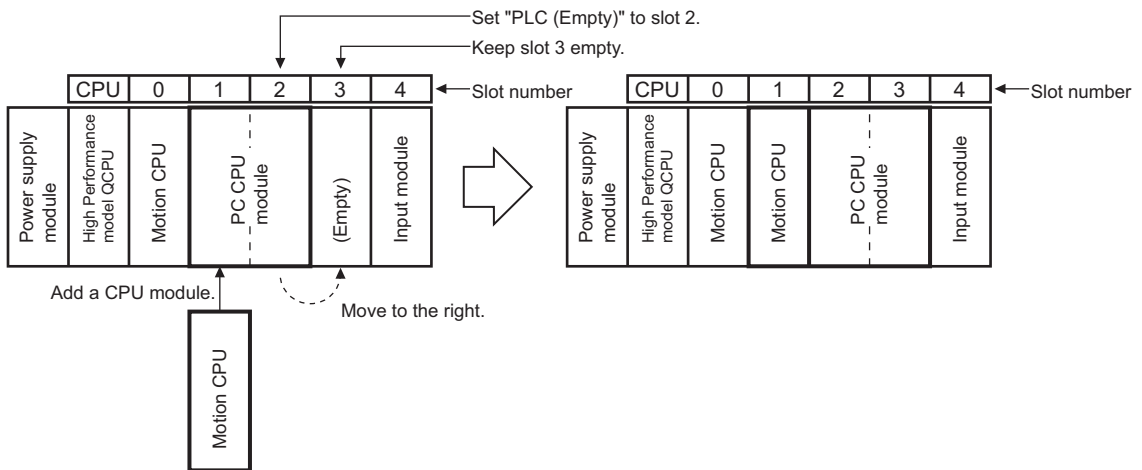 Set "PLC (Empty)" to slot 2.
Keep slot 3 empty.
CPU 0 1 2 3 4 Slot number
Power supply
module
High Performance
model QCPU
Motion CPU
PC CPU
module
(Empty)
Input module
Add a CPU module.
Move to the right.
Motion CPU
CPU 0 1 2 3 4 Slot number
Power supply
module
High Performance
model QCPU
Motion CPU
Motion CPU
PC CPU
module
Input module